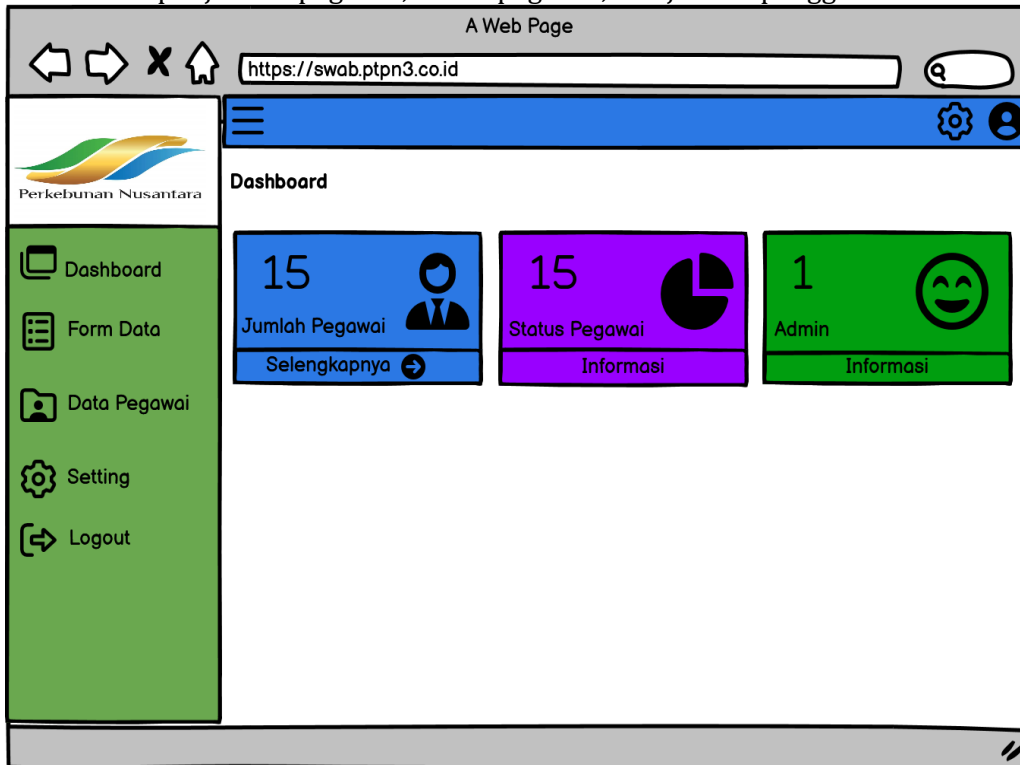 A Web Page
https://swab.ptpn3.co.id
Perkebunan Nusantara
Dashboard
Dashboard
Form Data
Data Pegawai
Setting
Logout
15
Jumlah Pegawai
Selengkapnya
15
Status Pegawai
Informasi
1
Admin
Informasi